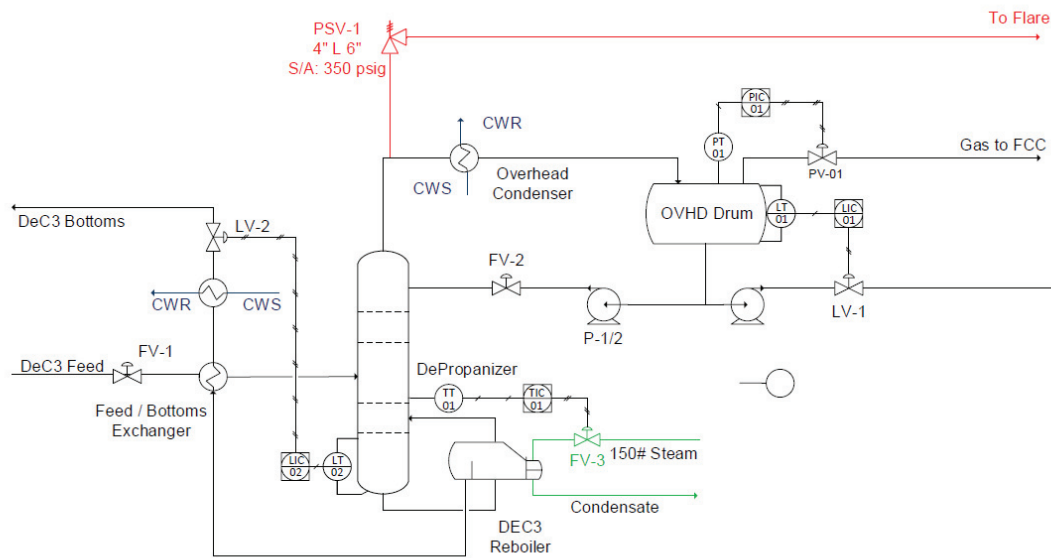 To Flare
PSV-1
4" L 6"
S/A: 350 psig
PIC
01
CWR
PT
01
Gas to FCC
PV-01
CWS
Overhead
Condenser
DeC3 Bottoms
LV-2
OVHD Drum
LT
01
LIC
01
FV-2
CWR
CWS
LV-1
P-1/2
FV-1
DeC3 Feed
DePropanizer
TT
01
TIC
01
Feed / Bottoms
Exchanger
150# Steam
FV-3
LIC
02
LT
02
Condensate
DEC3
Reboiler